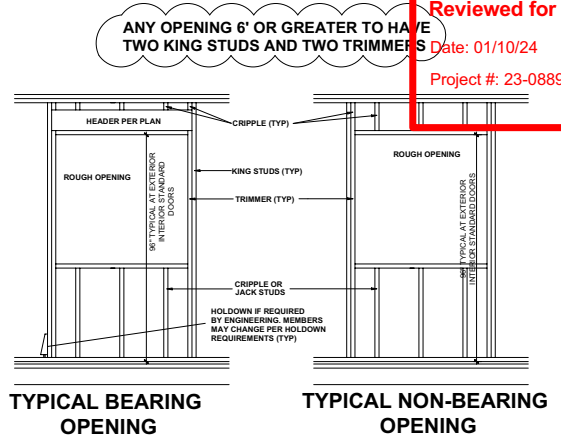 ANY OPENING 6' OR GREATER TO HAVE
TWO KING STUDS AND TWO TRIMMERS
Reviewed for
Date: 01/10/24
Project #: 23-0889
HEADER PER PLAN
CRIPPLE (TYP)
ROUGH OPENING
ROUGH OPENING
96" TYPICAL AT EXTERIOR
INTERIOR STANDARD
DOORS
KING STUDS (TYP)
TRIMMER (TYP)
96" TYPICAL AT EXTERIOR
INTERIOR STANDARD DOORS
CRIPPLE OR
JACK STUDS
HOLDOWN IF REQUIRED
BY ENGINEERING. MEMBERS
MAY CHANGE PER HOLDOWN
REQUIREMENTS (TYP)
TYPICAL BEARING
OPENING
TYPICAL NON-BEARING
OPENING